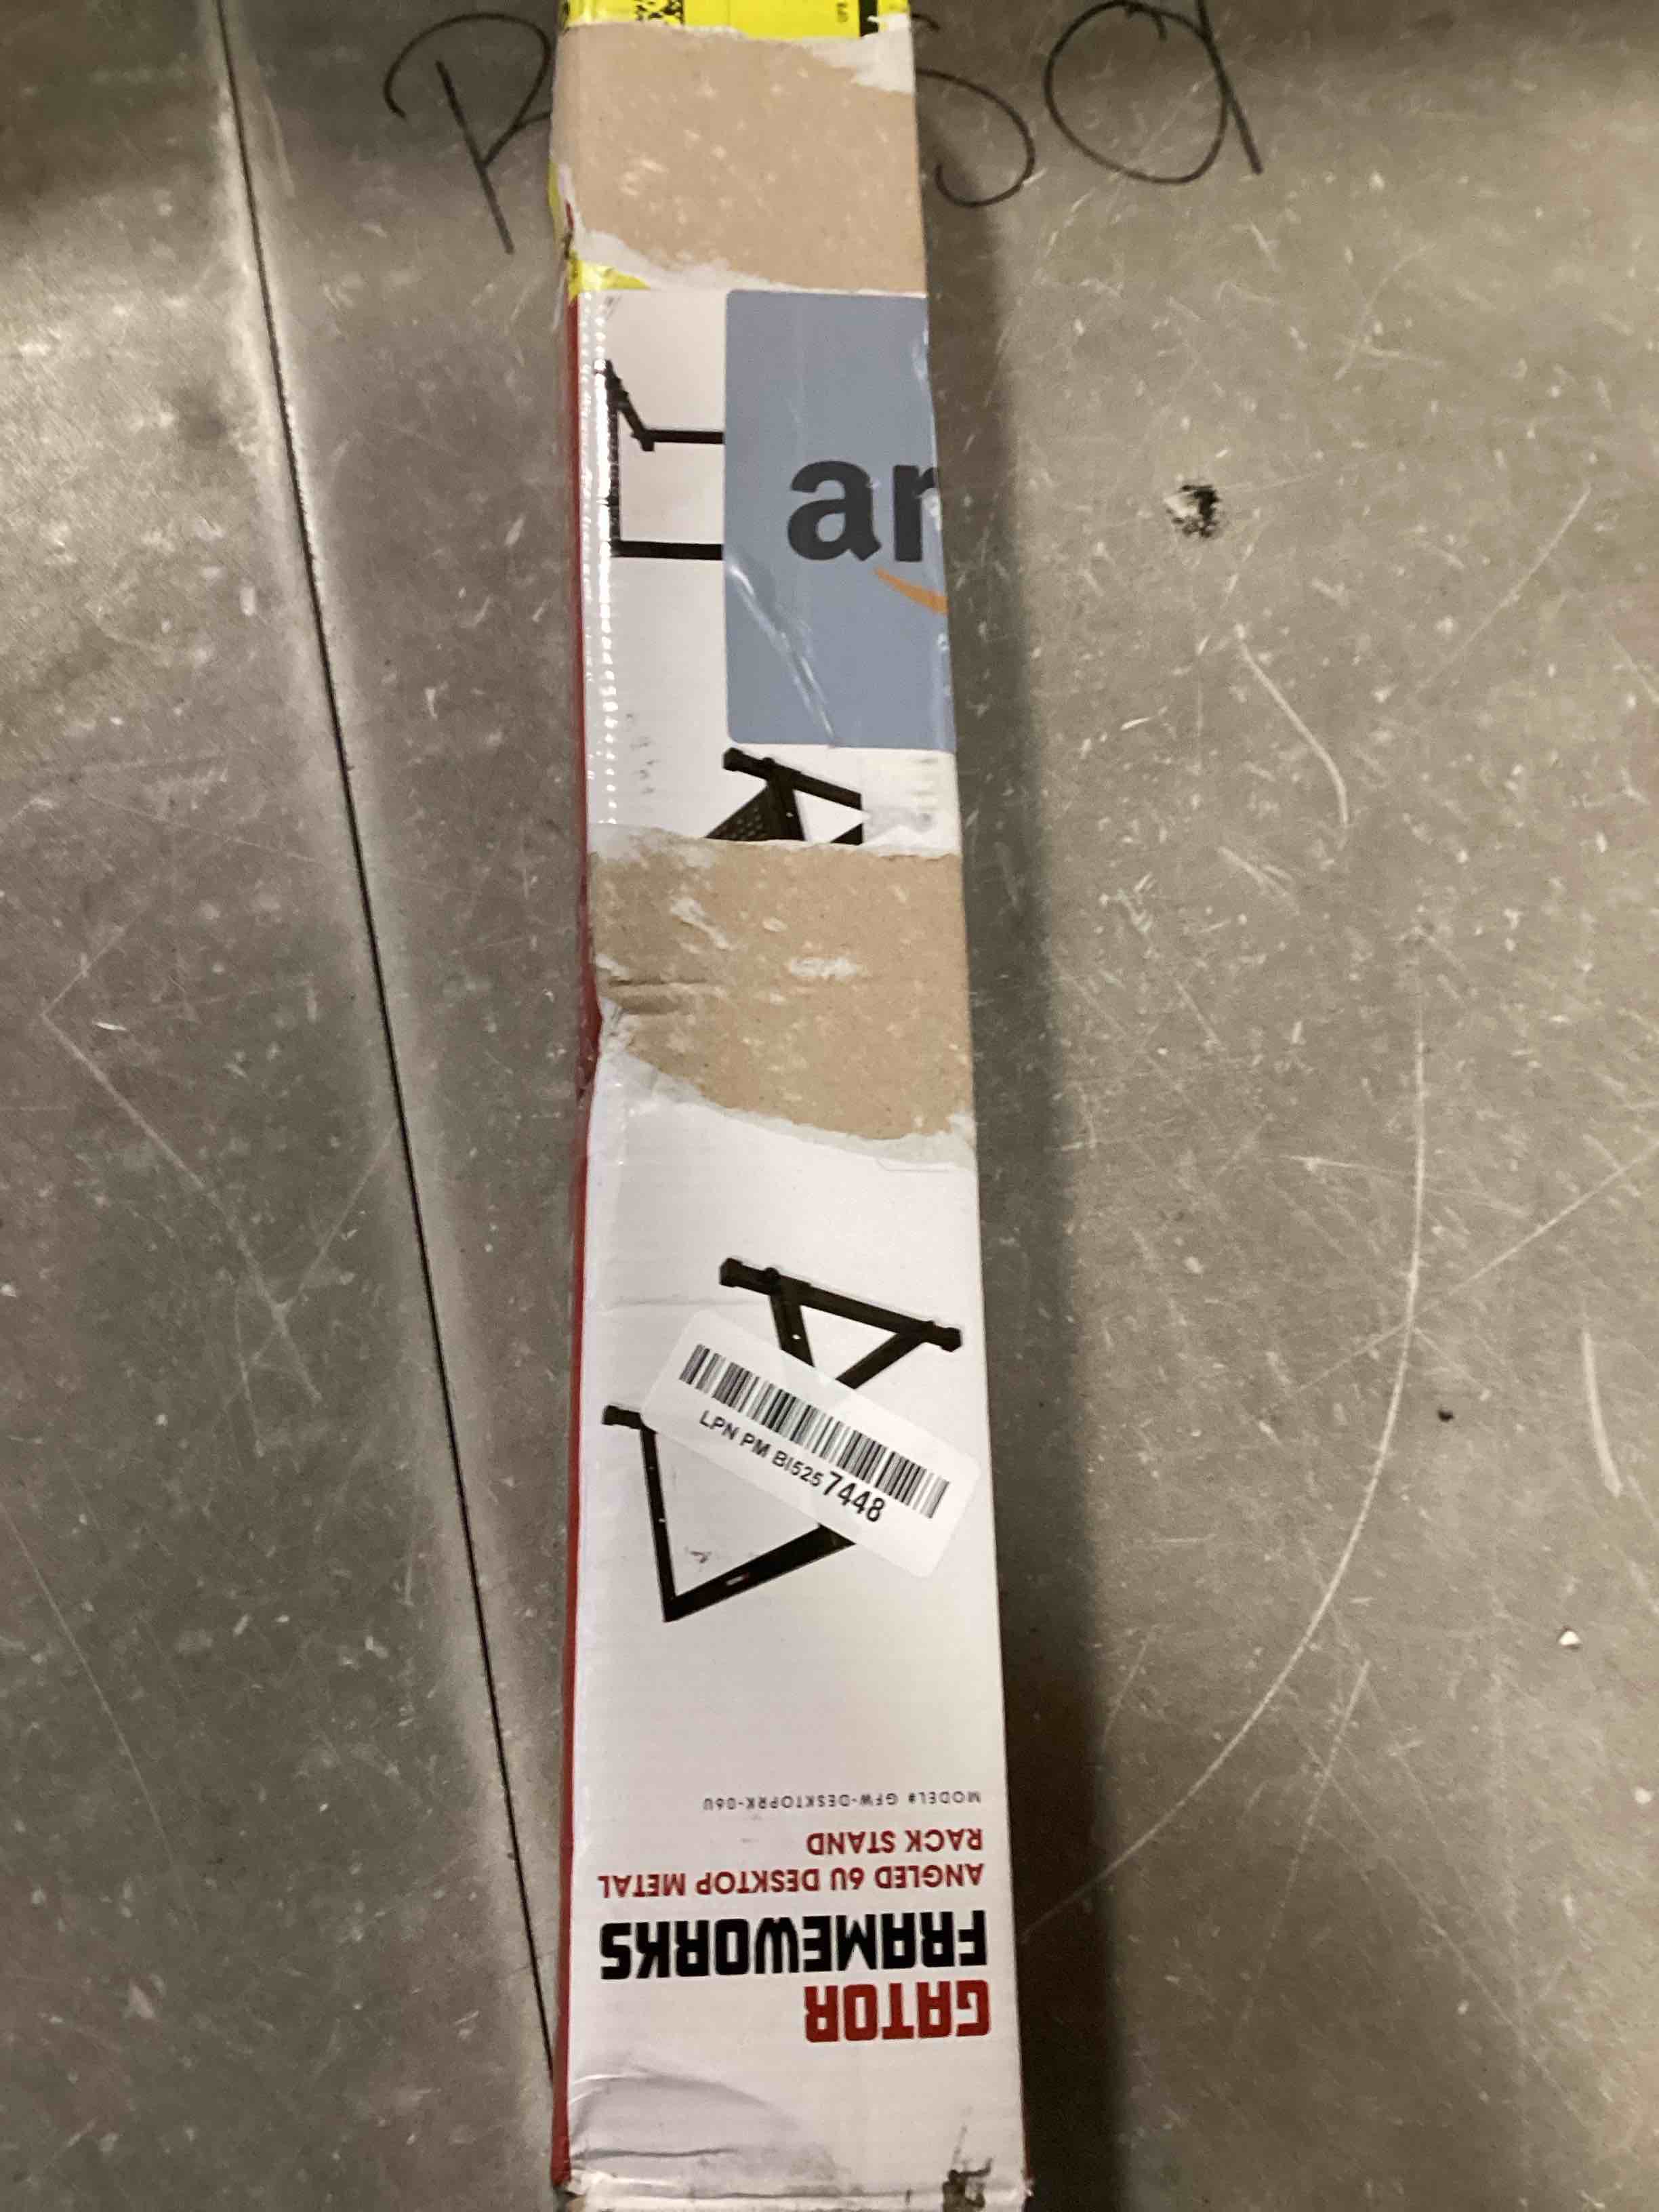 ar
LPN PM BI5257448
GATOR
FRAMEWORKS
ANGLED 6U DESKTOP METAL
RACK STAND
MODEL# GFW-DESKTOPRK-06U